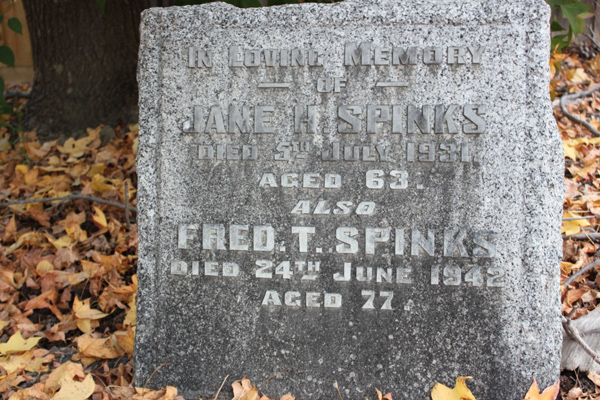 IN LOVING MEMORY
— OF —
JANE H. SPINKS
DIED 5TH JULY 1931.
AGED 63.
ALSO
FRED. T. SPINKS
DIED 24TH JUNE 1942
AGED 77.